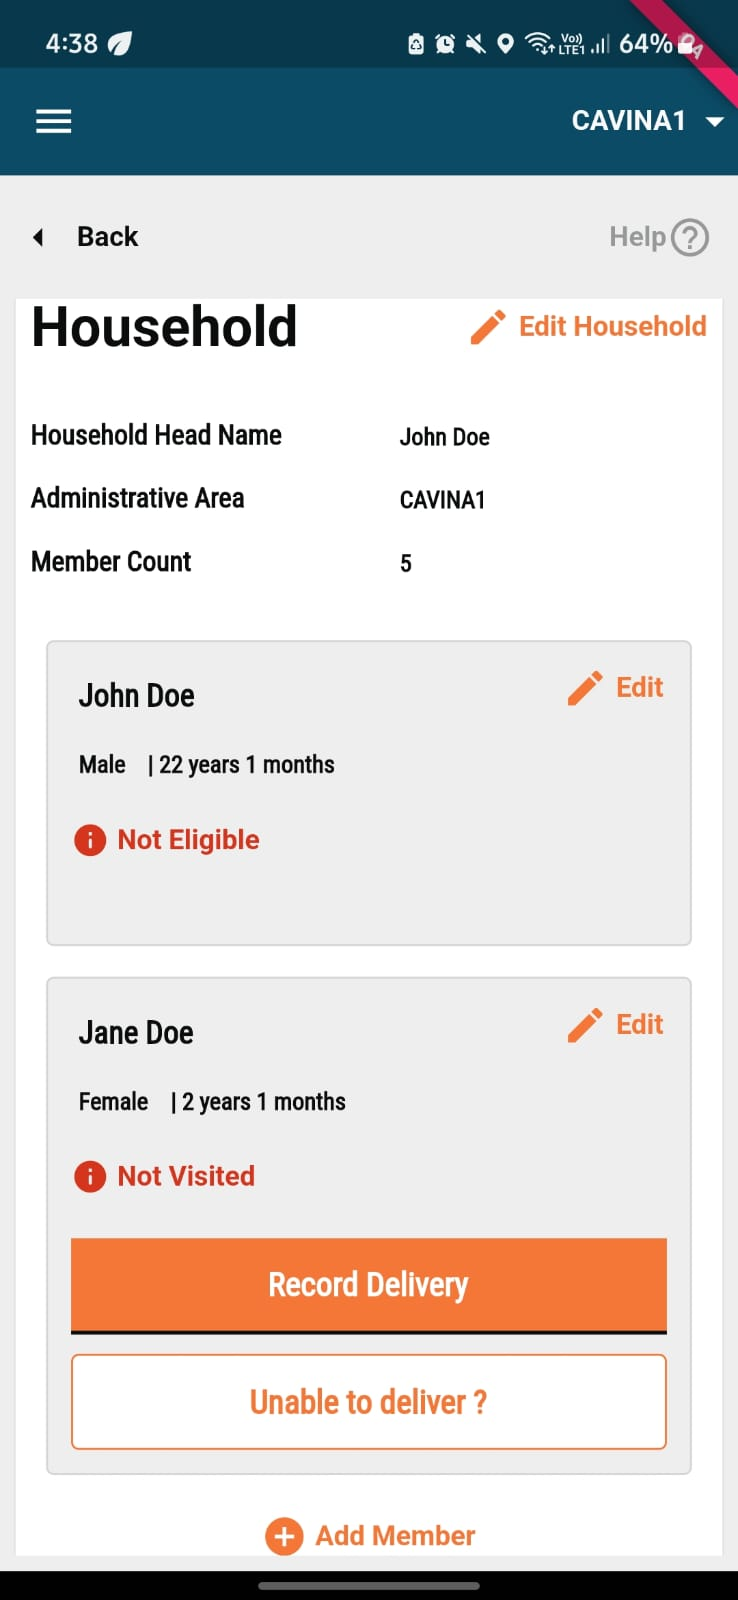 4:38
Vo))
LTE1
64%
CAVINA1
Back
Help
Household
Edit Household
Household Head Name
John Doe
Administrative Area
CAVINA1
Member Count
5
John Doe
Edit
Male | 22 years 1 months
Not Eligible
Jane Doe
Edit
Female | 2 years 1 months
Not Visited
Record Delivery
Unable to deliver ?
Add Member